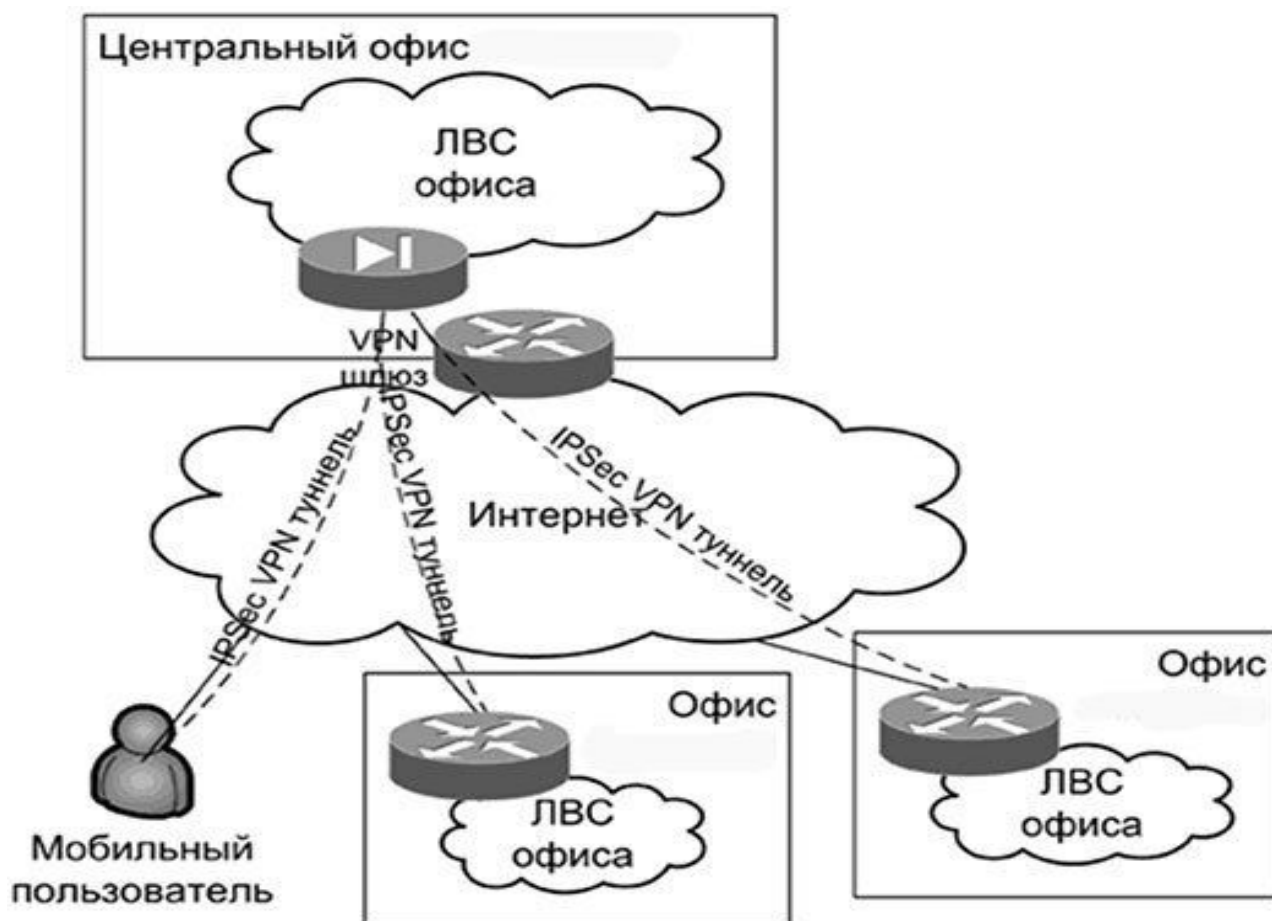 Центральный офис
ЛВС
офиса
VPN
шлюз
IPSec VPN туннель
IPSec VPN туннель
IPSec VPN туннель
Интернет
Офис
Офис
ЛВС
офиса
ЛВС
офиса
Мобильный
пользователь